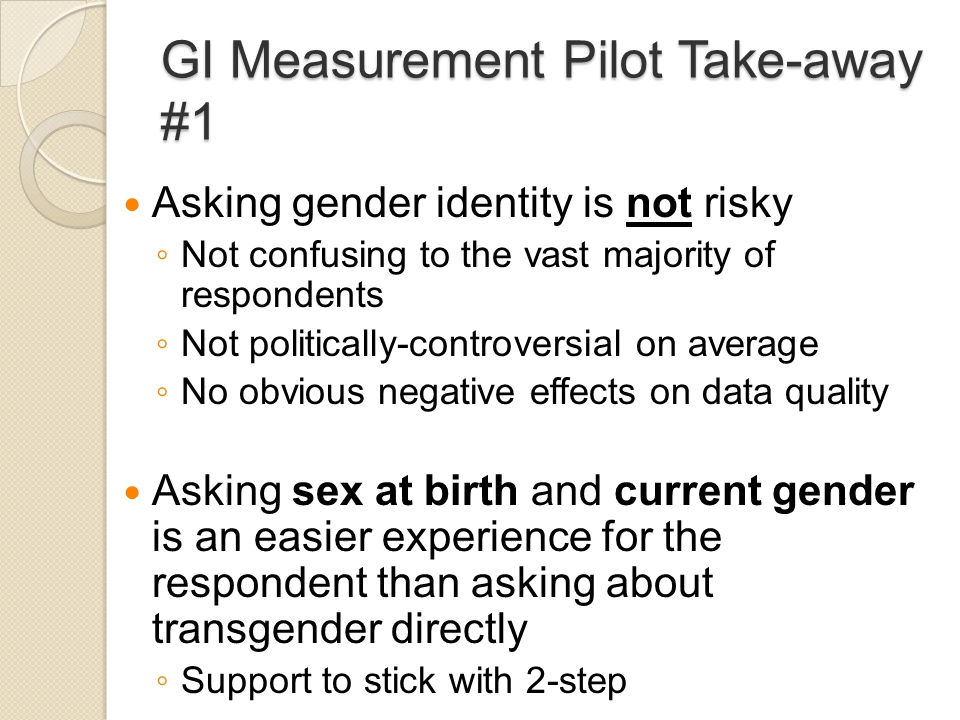 GI Measurement Pilot Take-away
#1
• Asking gender identity is not risky
◦ Not confusing to the vast majority of
respondents
◦ Not politically-controversial on average
◦ No obvious negative effects on data quality
• Asking sex at birth and current gender
is an easier experience for the
respondent than asking about
transgender directly
◦ Support to stick with 2-step